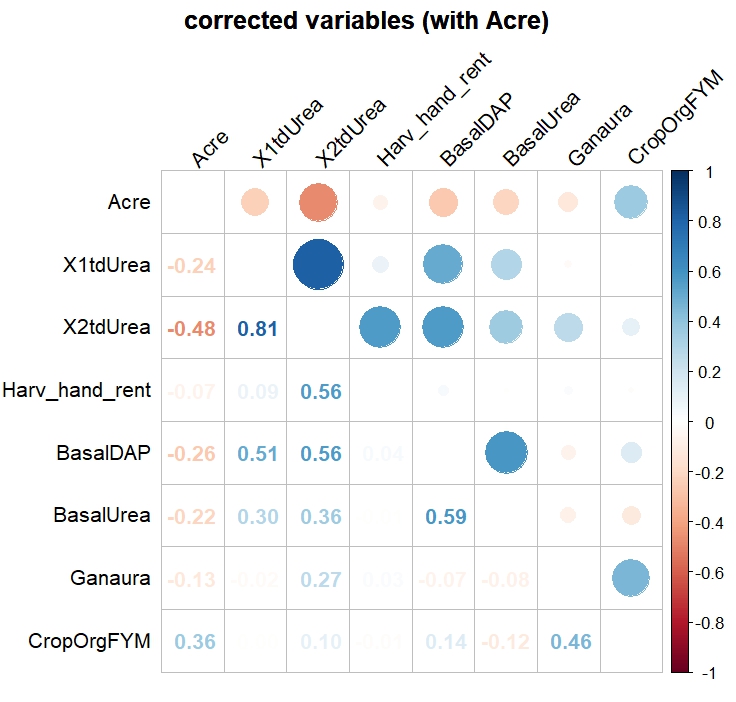 corrected variables (with Acre)
Acre X1tdUrea X2tdUrea Harv_hand_rent BasalDAP BasalUrea Ganaura CropOrgFYM
Acre
X1tdUrea -0.24
X2tdUrea -0.48 0.81
Harv_hand_rent -0.07 0.09 0.56
BasalDAP -0.26 0.51 0.56 0.04
BasalUrea -0.22 0.30 0.36 0.59
Ganaura -0.13 -0.02 0.27 0.03 -0.07 -0.08
CropOrgFYM 0.36 0.10 -0.01 0.14 -0.12 0.46
1
0.8
0.6
0.4
0.2
0
-0.2
-0.4
-0.6
-0.8
-1